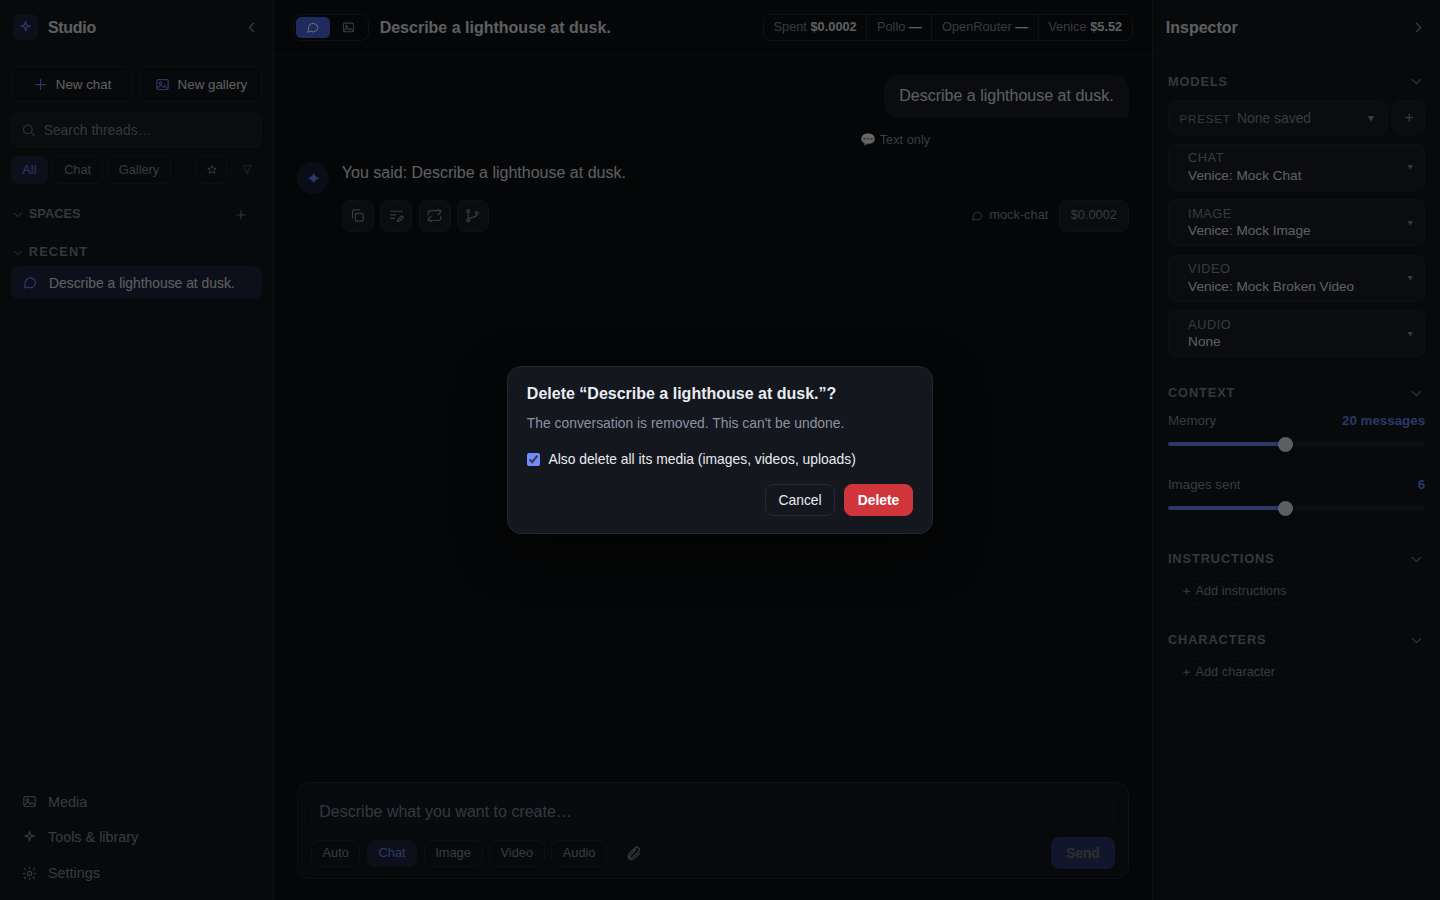 Studio
New chat
New gallery
Search threads…
All
Chat
Gallery
SPACES
RECENT
Describe a lighthouse at dusk.
Media
Tools & library
Settings
Describe a lighthouse at dusk.
Spent $0.0002
Pollo —
OpenRouter —
Venice $5.52
Describe a lighthouse at dusk.
Text only
You said: Describe a lighthouse at dusk.
mock-chat
$0.0002
Delete “Describe a lighthouse at dusk.”?
The conversation is removed. This can't be undone.
Also delete all its media (images, videos, uploads)
Cancel
Delete
Describe what you want to create…
Auto
Chat
Image
Video
Audio
Send
Inspector
MODELS
PRESET None saved
+
CHAT
Venice: Mock Chat
IMAGE
Venice: Mock Image
VIDEO
Venice: Mock Broken Video
AUDIO
None
CONTEXT
Memory
20 messages
Images sent
6
INSTRUCTIONS
+ Add instructions
CHARACTERS
+ Add character